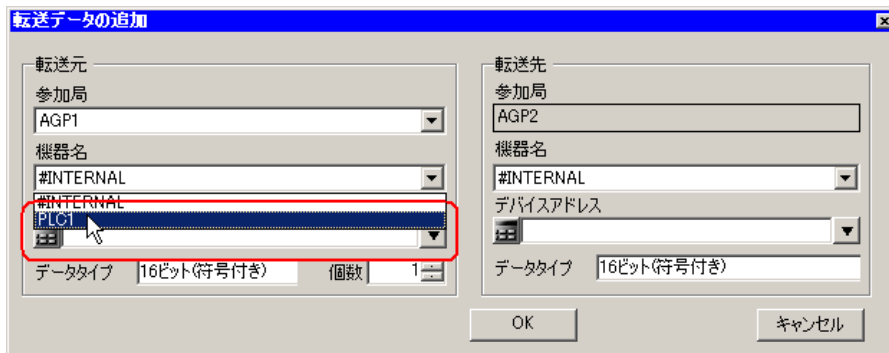 転送データの追加
転送元
参加局
AGP1
機器名
#INTERNAL
#INTERNAL
PLC1
データタイプ 16ビット(符号付き) 個数 1
転送先
参加局
AGP2
機器名
#INTERNAL
デバイスアドレス
データタイプ 16ビット(符号付き)
OK キャンセル